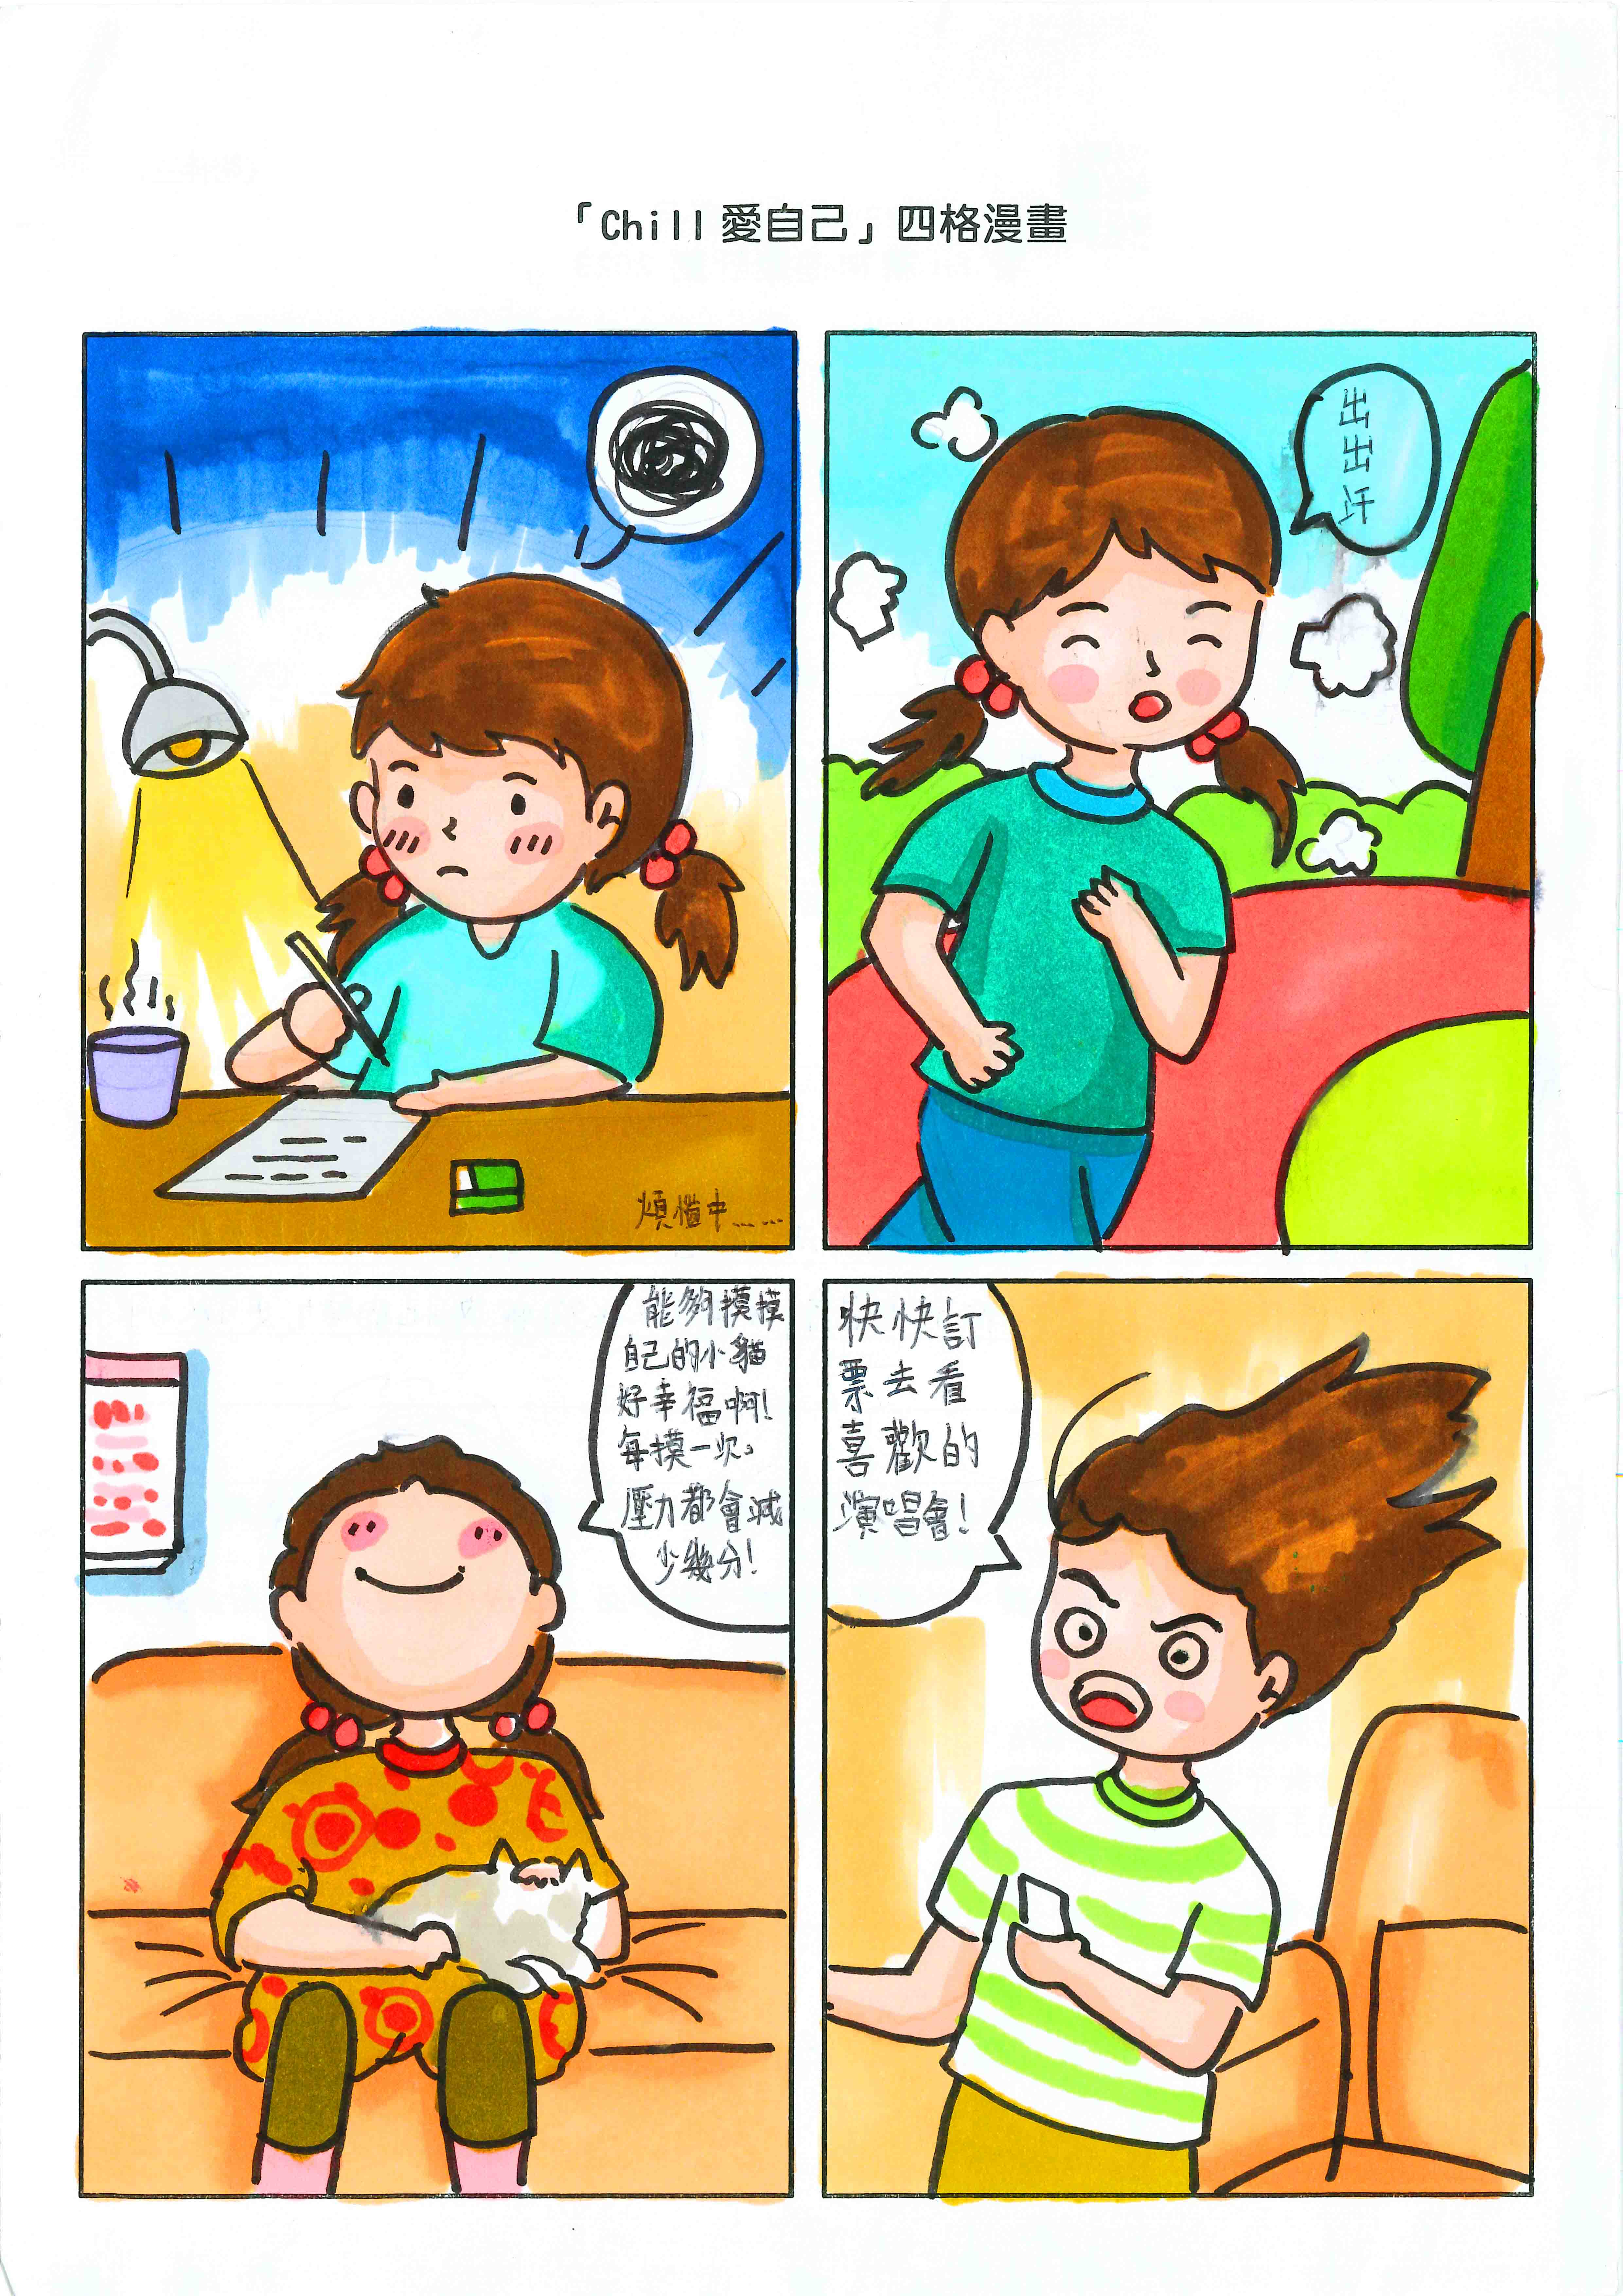 「Chill 愛自己」四格漫畫
煩惱中......
出
出
汗
能夠摸摸
自己的小貓
好幸福啊!
每摸一次,
壓力都會減
少幾分!
快快訂
票去看
喜歡的
演唱會!